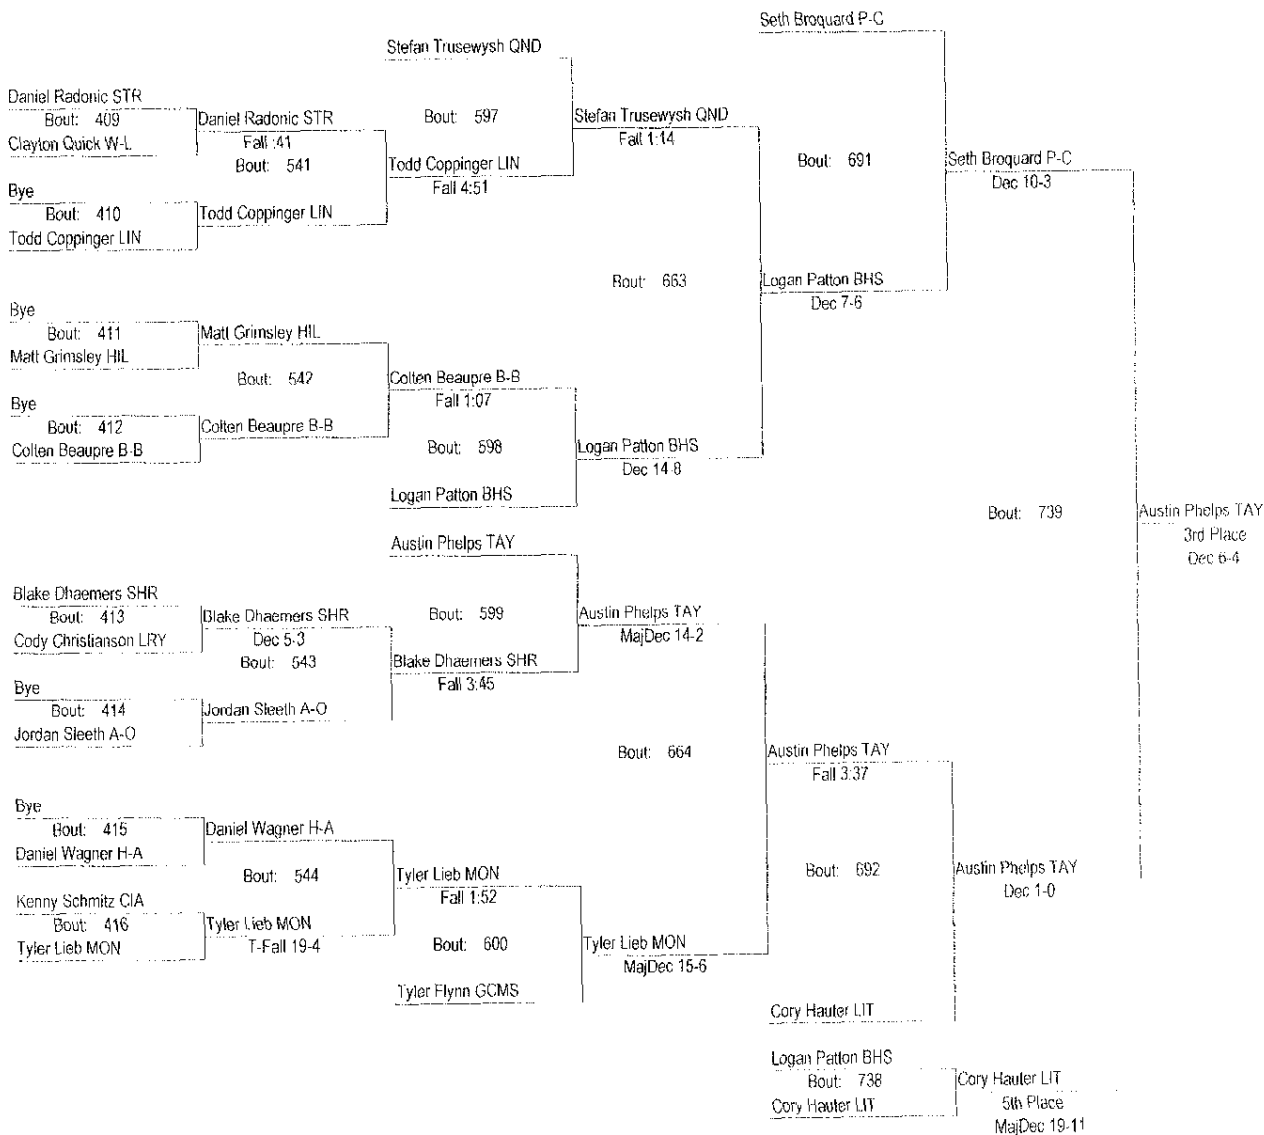 Seth Broquard P-C
Stefan Trusewysh QND
Daniel Radonic STR
Bout: 409
Clayton Quick W-L
Daniel Radonic STR
Fall :41
Bout: 541
Bout: 597
Stefan Trusewysh QND
Fall 1:14
Todd Coppinger LIN
Fall 4:51
Bout: 691
Seth Broquard P-C
Dec 10-3
Bye
Bout: 410
Todd Coppinger LIN
Todd Coppinger LIN
Bout: 663
Logan Patton BHS
Dec 7-6
Bye
Bout: 411
Matt Grimsley HIL
Matt Grimsley HIL
Bout: 542
Colten Beaupre B-B
Fall 1:07
Bye
Bout: 412
Colten Beaupre B-B
Colten Beaupre B-B
Bout: 598
Logan Patton BHS
Dec 14-8
Logan Patton BHS
Bout: 739
Austin Phelps TAY
3rd Place
Dec 6-4
Austin Phelps TAY
Blake Dhaemers SHR
Bout: 413
Cody Christianson LRY
Blake Dhaemers SHR
Dec 5-3
Bout: 543
Bout: 599
Austin Phelps TAY
MajDec 14-2
Blake Dhaemers SHR
Fall 3:45
Bye
Bout: 414
Jordan Sleeth A-O
Jordan Sleeth A-O
Bout: 664
Austin Phelps TAY
Fall 3:37
Bye
Bout: 415
Daniel Wagner H-A
Daniel Wagner H-A
Bout: 544
Tyler Lieb MON
Fall 1:52
Bout: 692
Austin Phelps TAY
Dec 1-0
Kenny Schmitz CIA
Bout: 416
Tyler Lieb MON
Tyler Lieb MON
T-Fall 19-4
Bout: 600
Tyler Lieb MON
MajDec 15-6
Tyler Flynn GCMS
Cory Hauter LIT
Logan Patton BHS
Bout: 738
Cory Hauter LIT
Cory Hauter LIT
5th Place
MajDec 19-11